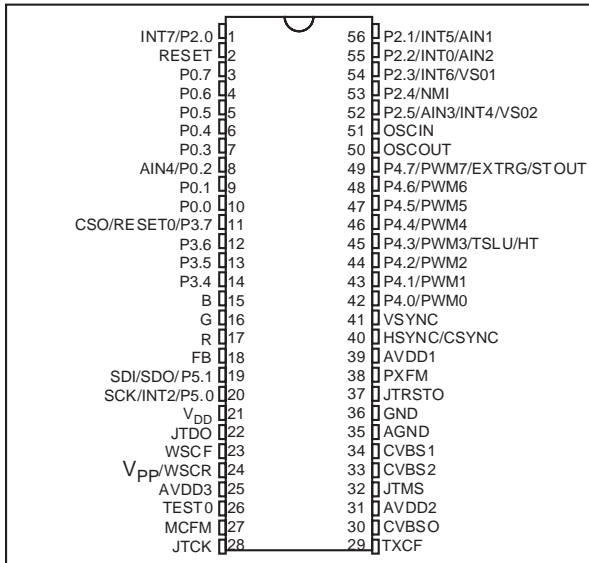 INT7/P2.0 1 56 P2.1/INT5/AIN1
RESET 2 55 P2.2/INT0/AIN2
P0.7 3 54 P2.3/INT6/VS01
P0.6 4 53 P2.4/NMI
P0.5 5 52 P2.5/AIN3/INT4/VS02
P0.4 6 51 OSCIN
P0.3 7 50 OSCOUT
AIN4/P0.2 8 49 P4.7/PWM7/EXTRG/STOUT
P0.1 9 48 P4.6/PWM6
P0.0 10 47 P4.5/PWM5
CSO/RESET0/P3.7 11 46 P4.4/PWM4
P3.6 12 45 P4.3/PWM3/TSLU/HT
P3.5 13 44 P4.2/PWM2
P3.4 14 43 P4.1/PWM1
B 15 42 P4.0/PWM0
G 16 41 VSYNC
R 17 40 HSYNC/CSYNC
FB 18 39 AVDD1
SDI/SDO/P5.1 19 38 PXFM
SCK/INT2/P5.0 20 37 JTRSTO
VDD 21 36 GND
JTDO 22 35 AGND
WSCF 23 34 CVBS1
VPP/WSCR 24 33 CVBS2
AVDD3 25 32 JTMS
TEST0 26 31 AVDD2
MCFM 27 30 CVBSO
JTCK 28 29 TXCF